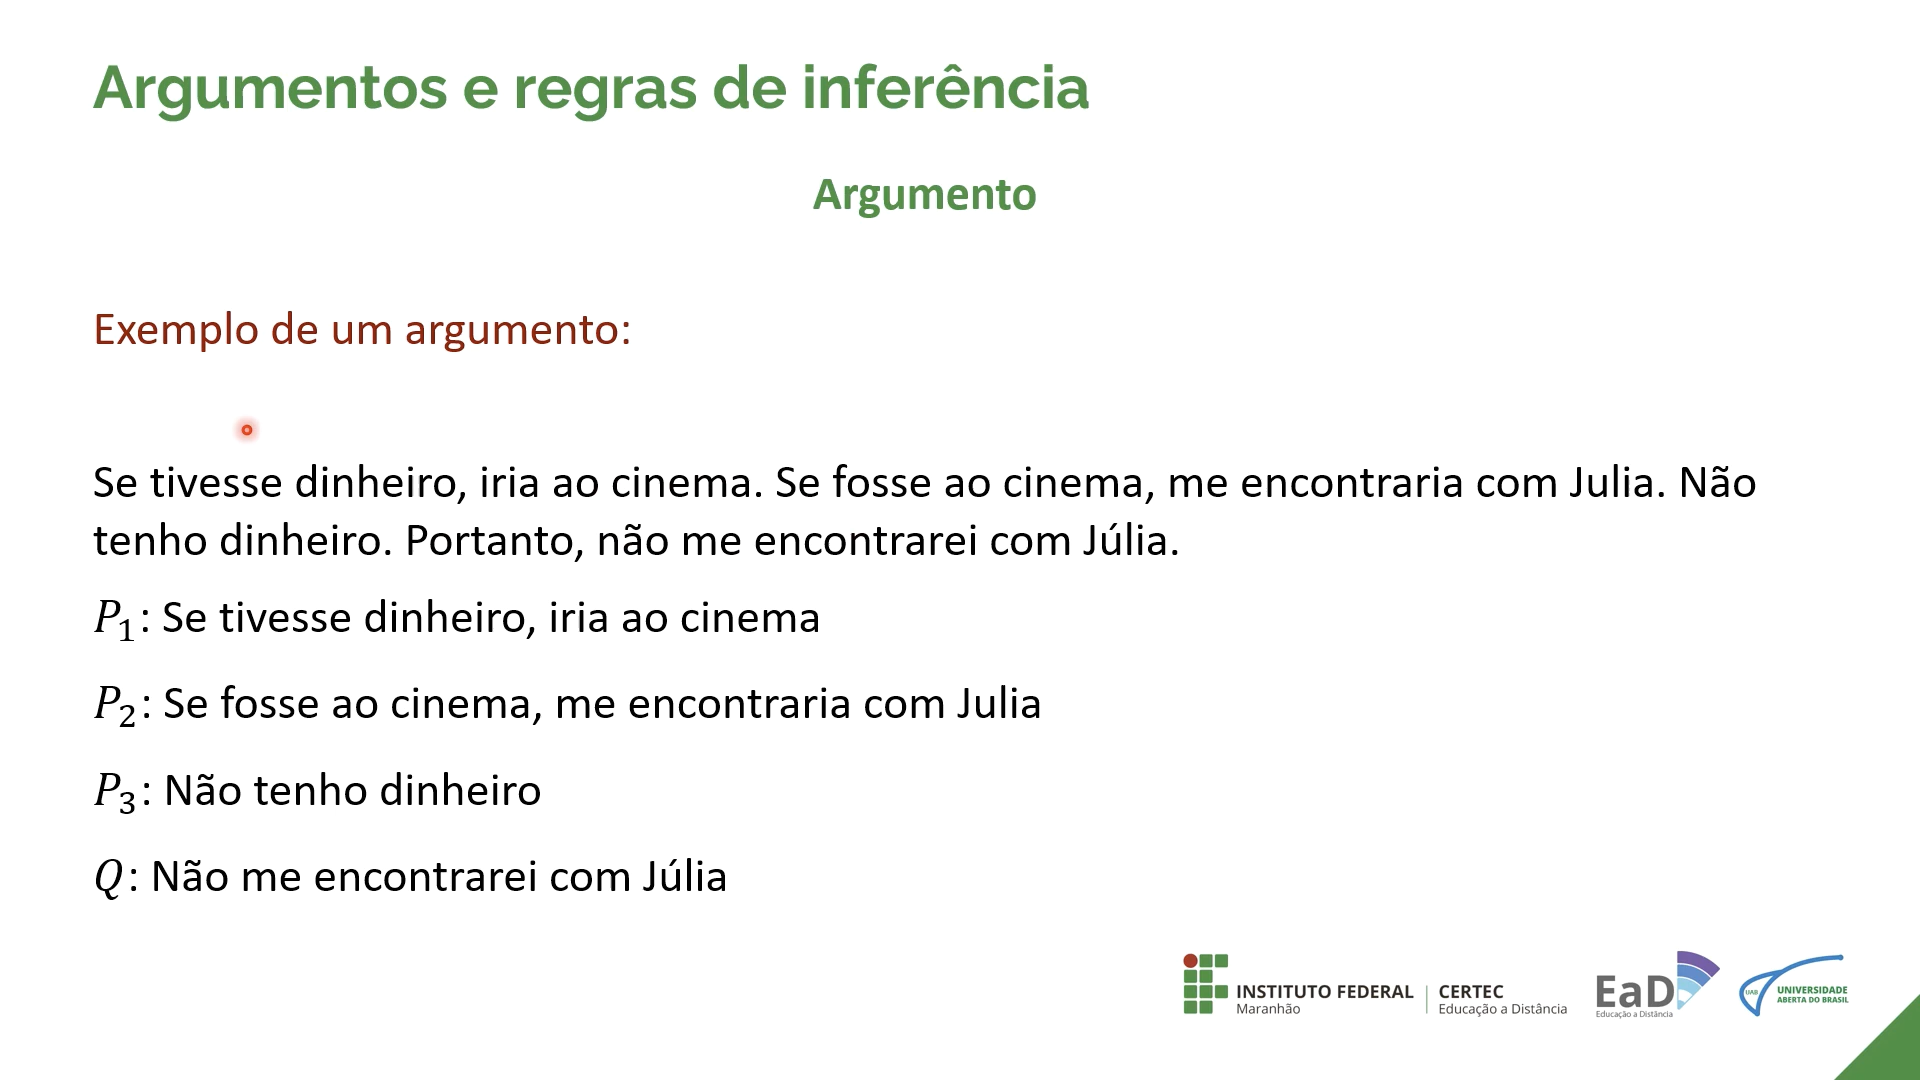 Argumentos e regras de inferência
Argumento
Exemplo de um argumento:
Se tivesse dinheiro, iria ao cinema. Se fosse ao cinema, me encontraria com Julia. Não
tenho dinheiro. Portanto, não me encontrarei com Júlia.
P₁: Se tivesse dinheiro, iria ao cinema
P₂: Se fosse ao cinema, me encontraria com Julia
P₃: Não tenho dinheiro
Q: Não me encontrarei com Júlia
INSTITUTO FEDERAL
Maranhão
CERTEC
Educação a Distância
EaD
Educação a Distância
UAB
UNIVERSIDADE
ABERTA DO BRASIL